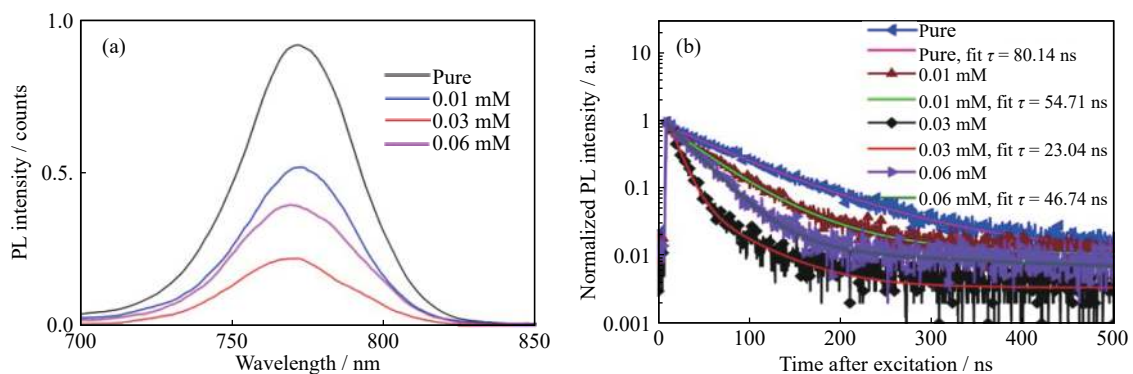 (a)
1.0
0.5
0.0
PL intensity / counts
Pure
0.01 mM
0.03 mM
0.06 mM
700
750
800
850
Wavelength / nm
(b)
10
1
0.1
0.01
0.001
Normalized PL intensity / a.u.
Pure
Pure, fit τ = 80.14 ns
0.01 mM
0.01 mM, fit τ = 54.71 ns
0.03 mM
0.03 mM, fit τ = 23.04 ns
0.06 mM
0.06 mM, fit τ = 46.74 ns
0
100
200
300
400
500
Time after excitation / ns